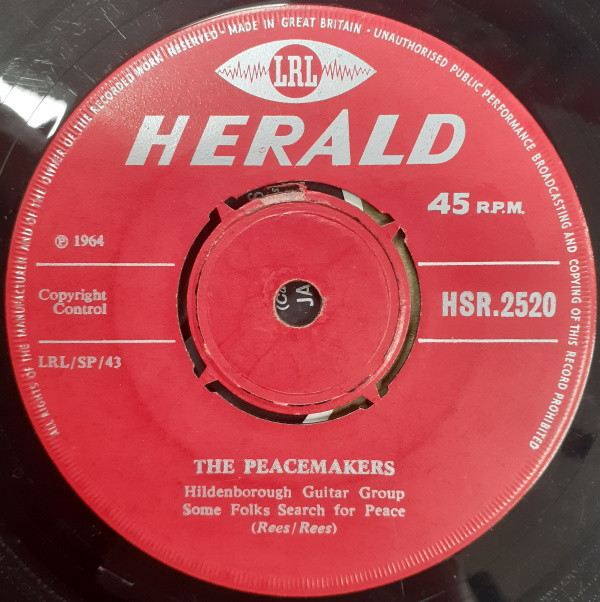 ALL RIGHTS OF THE MANUFACTURER AND OF THE OWNER OF THE RECORDED WORK RESERVED - MADE IN GREAT BRITAIN - UNAUTHORISED PUBLIC PERFORMANCE BROADCASTING AND COPYING OF THIS RECORD PROHIBITED
LRL
HERALD
45 R.P.M.
℗ 1964
Copyright
Control
HSR.2520
LRL/SP/43
JA
THE PEACEMAKERS
Hildenborough Guitar Group
Some Folks Search for Peace
(Rees/Rees)